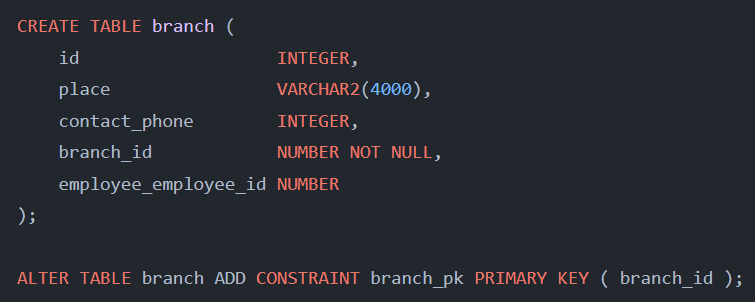 CREATE TABLE branch (
    id                   INTEGER,
    place                VARCHAR2(4000),
    contact_phone        INTEGER,
    branch_id            NUMBER NOT NULL,
    employee_employee_id NUMBER
);

ALTER TABLE branch ADD CONSTRAINT branch_pk PRIMARY KEY ( branch_id );